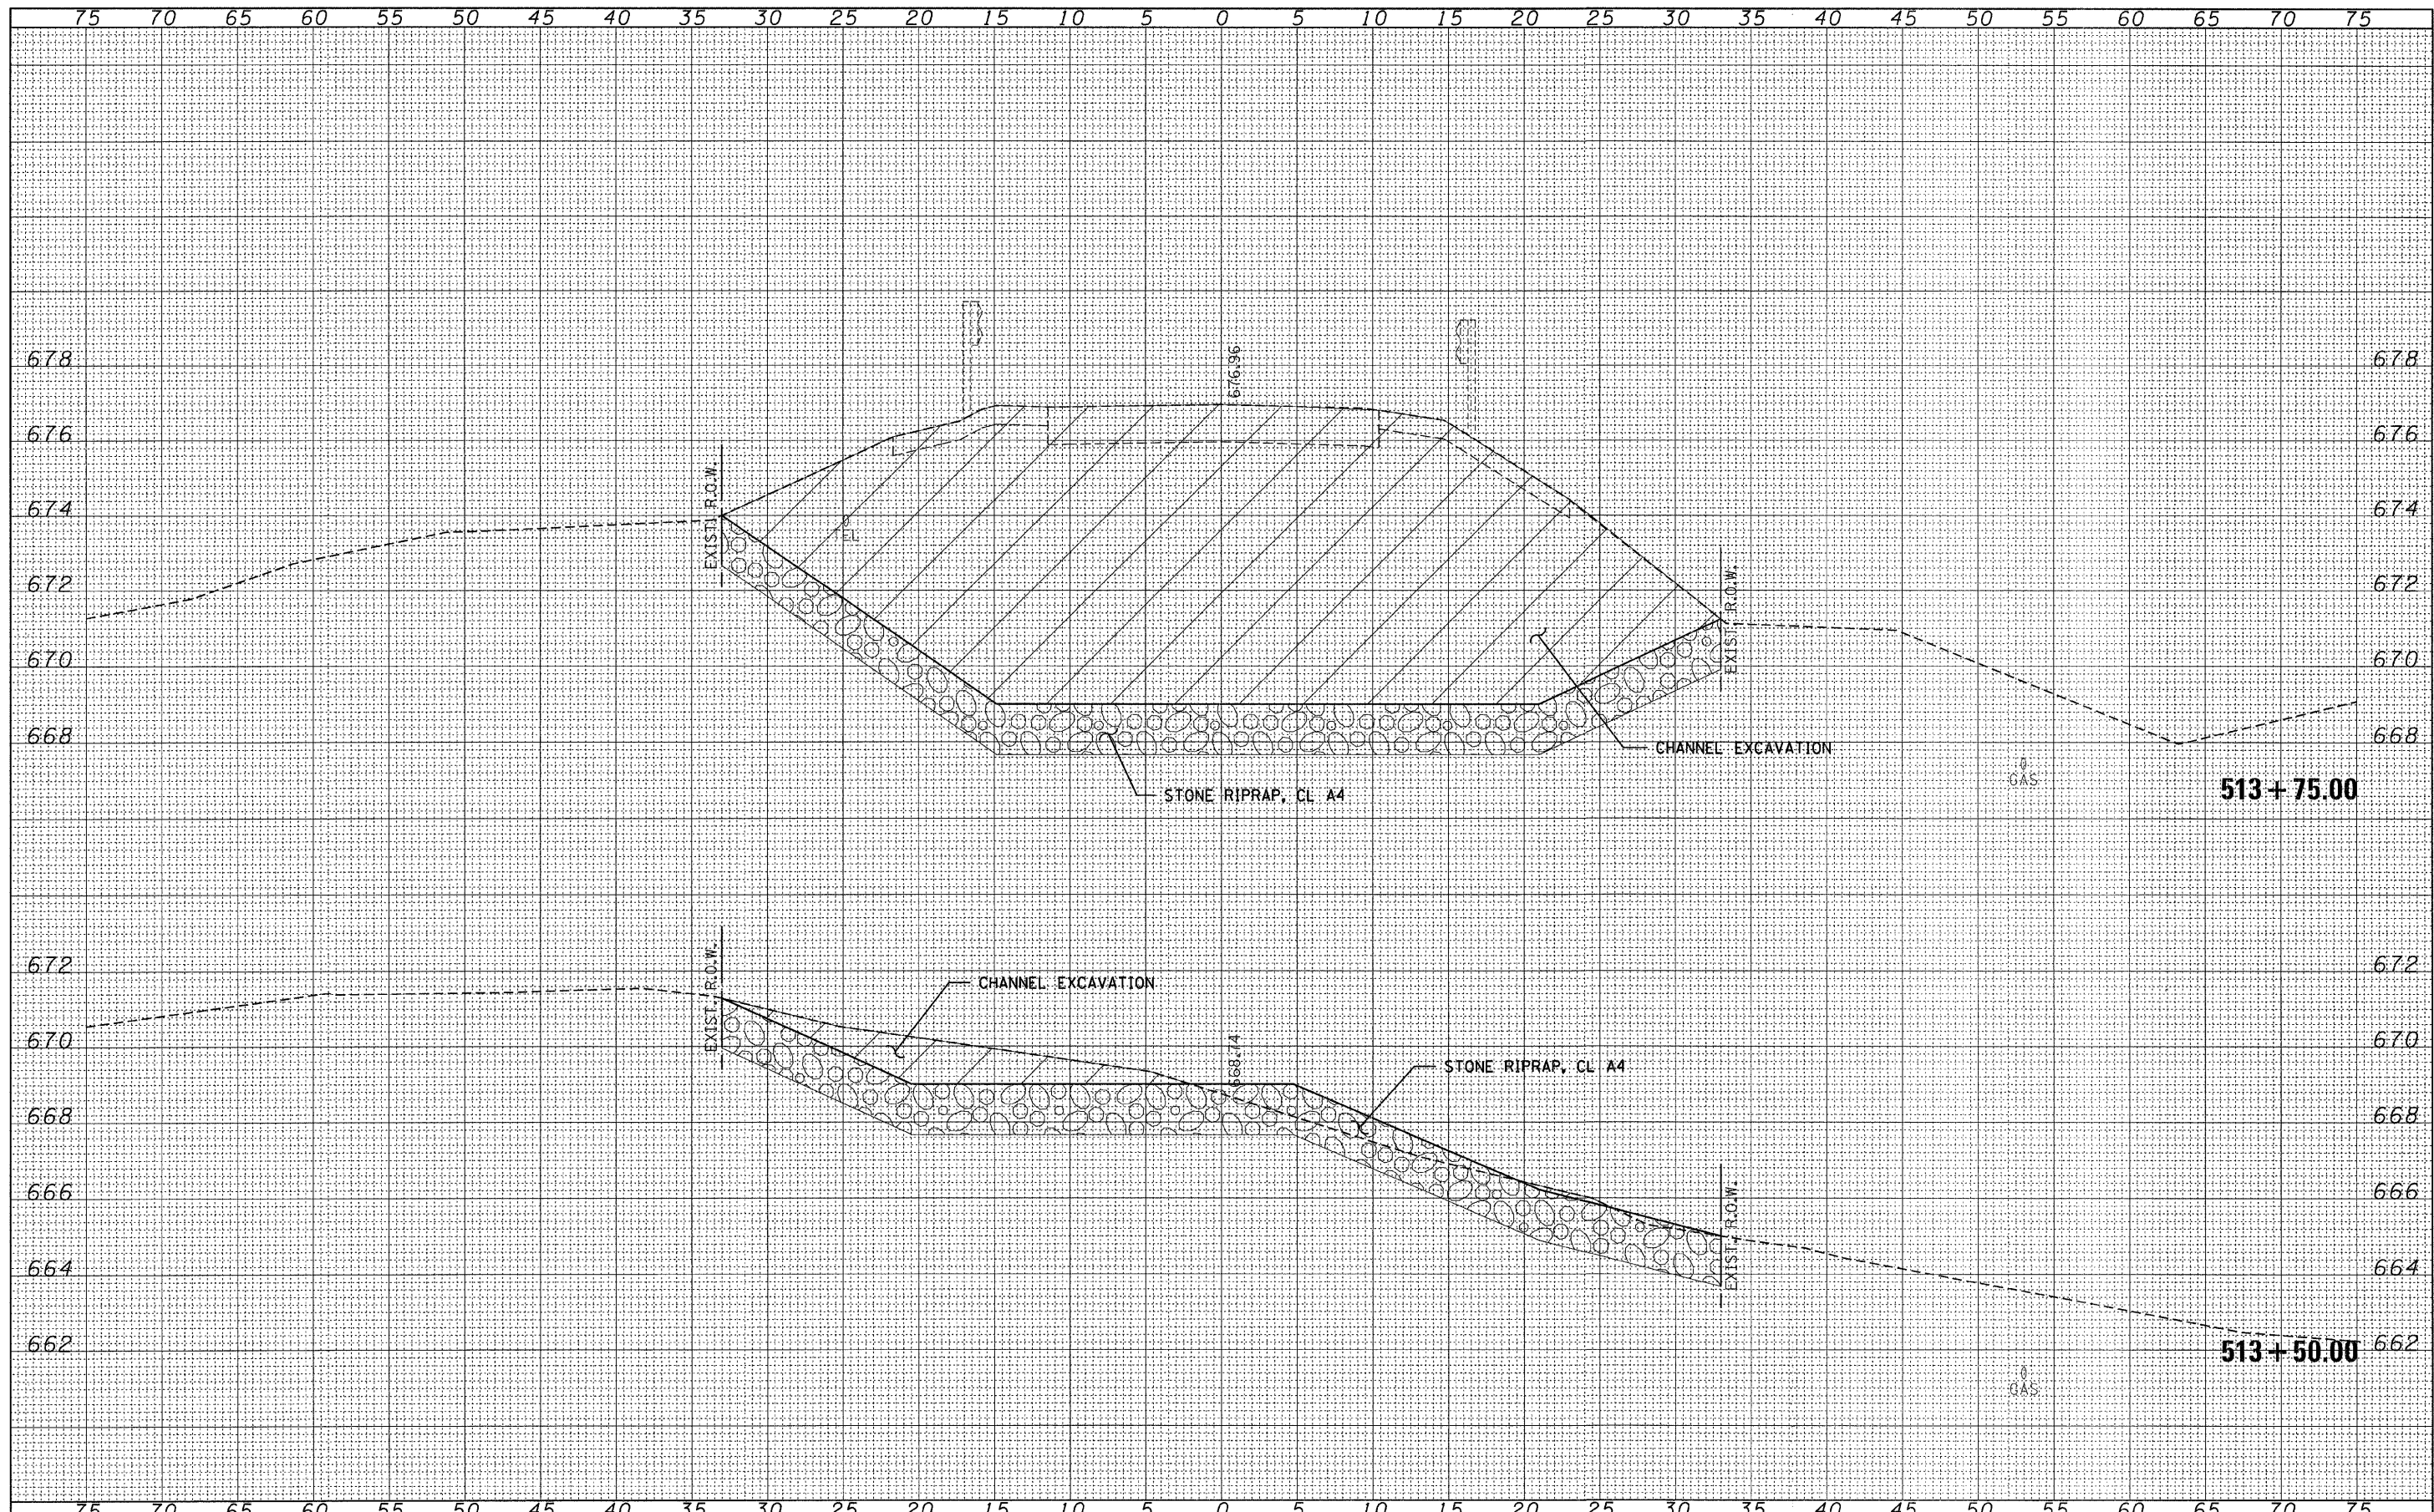 75 70 65 60 55 50 45 40 35 30 25 20 15 10 5 0 5 10 15 20 25 30 35 40 45 50 55 60 65 70 75
678 678
676.96
676 676
EXIST. R.O.W.
674 674
TEL
672 672
EXIST. R.O.W.
670 670
668 668
CHANNEL EXCAVATION
GAS
513+75.00
STONE RIPRAP, CL A4
672 672
EXIST. R.O.W.
CHANNEL EXCAVATION
670 670
668.74
STONE RIPRAP, CL A4
668 668
666 666
EXIST. R.O.W.
664 664
662 662
513+50.00
GAS
75 70 65 60 55 50 45 40 35 30 25 20 15 10 5 0 5 10 15 20 25 30 35 40 45 50 55 60 65 70 75